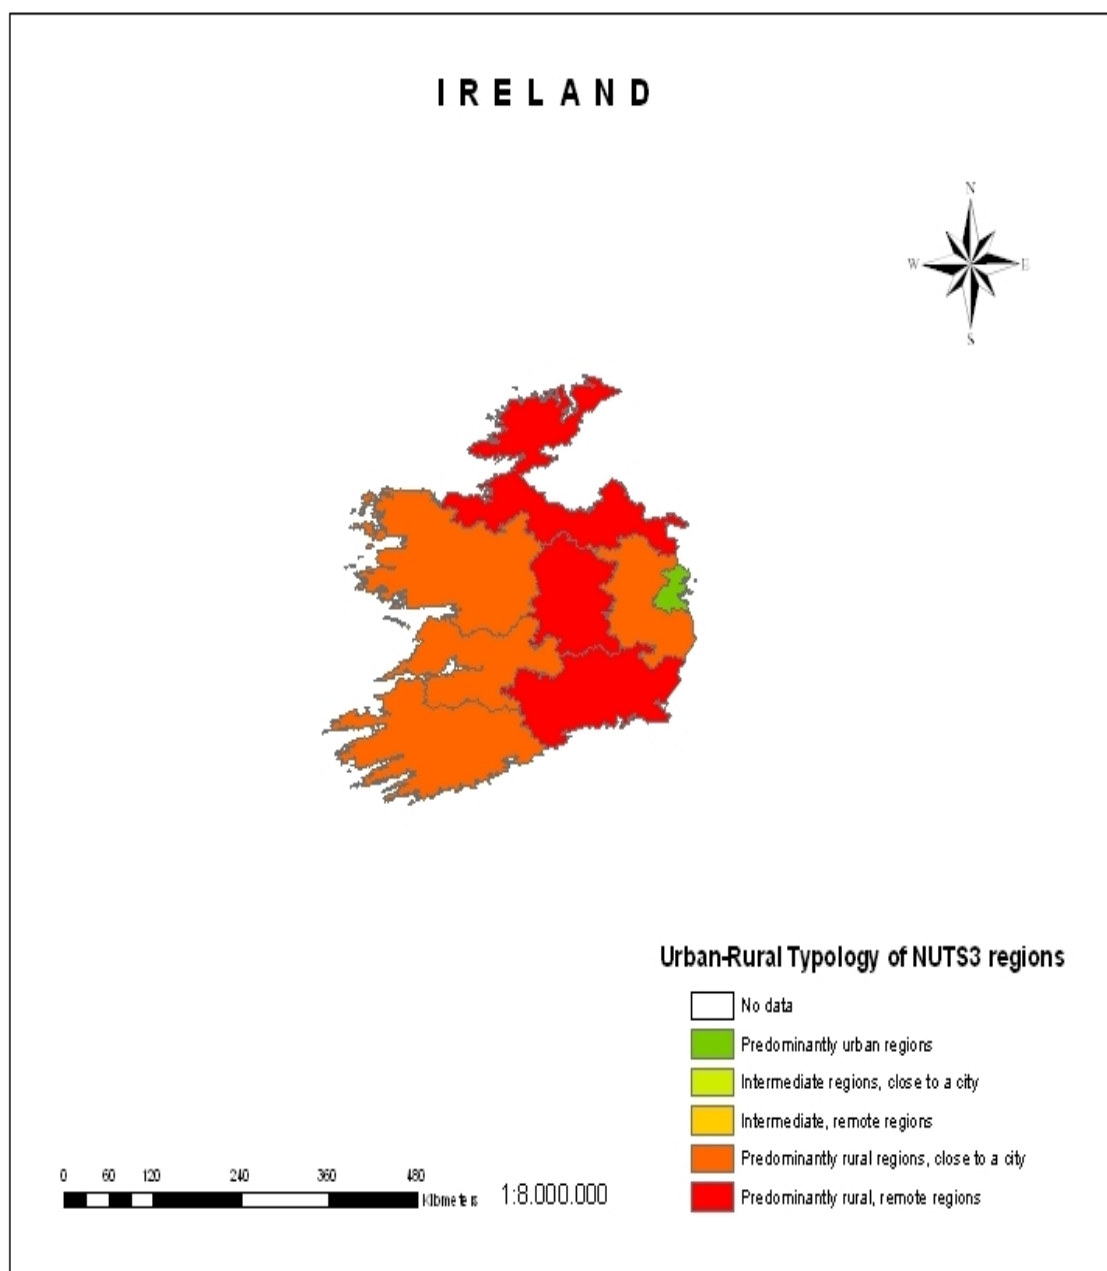 I R E L A N D
N
W E
S
Urban-Rural Typology of NUTS3 regions
No data
Predominantly urban regions
Intermediate regions, close to a city
Intermediate, remote regions
Predominantly rural regions, close to a city
Predominantly rural, remote regions
0 60 120 240 360 480
Kilometers 1:8.000.000